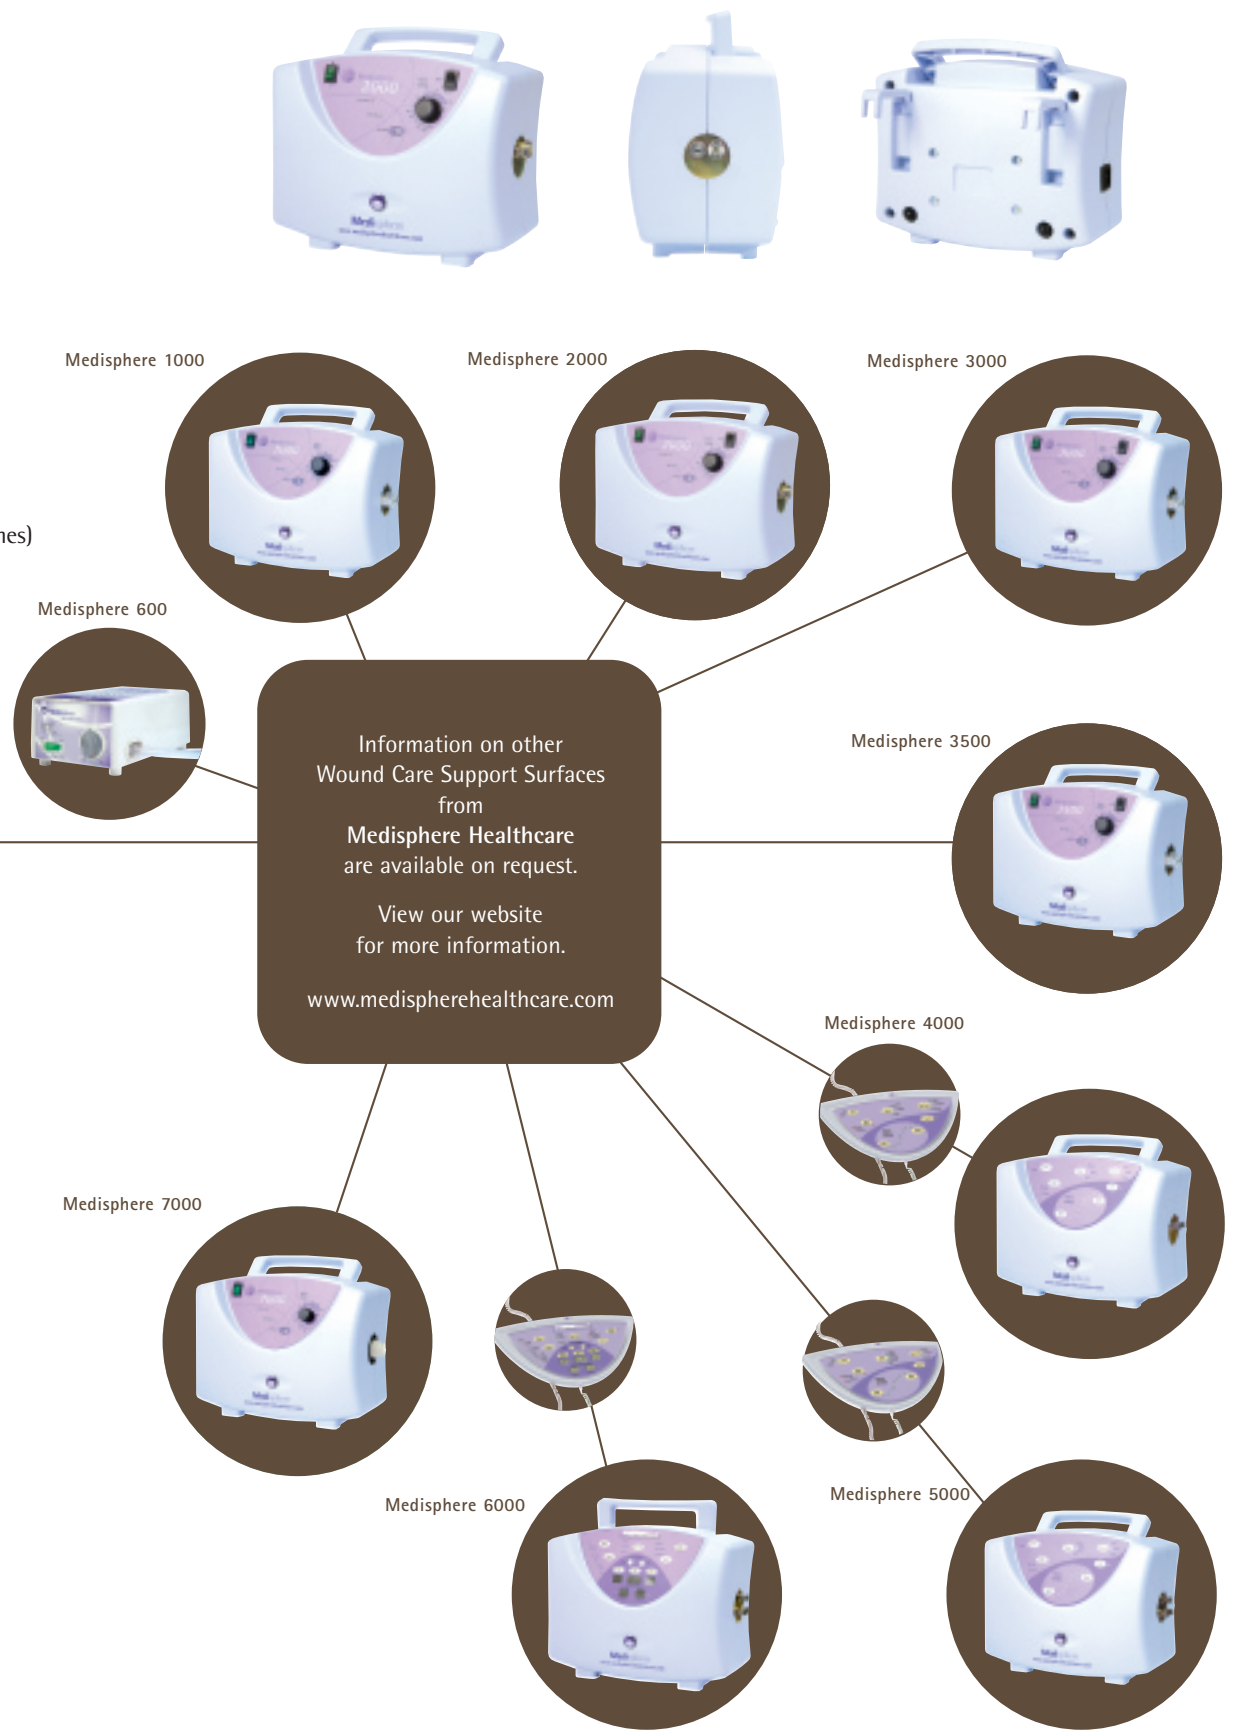 2000
Medisphere 1000
Medisphere 2000
Medisphere 3000
nes)
Medisphere 600
Information on other
Wound Care Support Surfaces
from
Medisphere Healthcare
are available on request.
View our website
for more information.
www.medispherehealthcare.com
Medisphere 3500
Medisphere 4000
Medisphere 7000
Medisphere 6000
Medisphere 5000